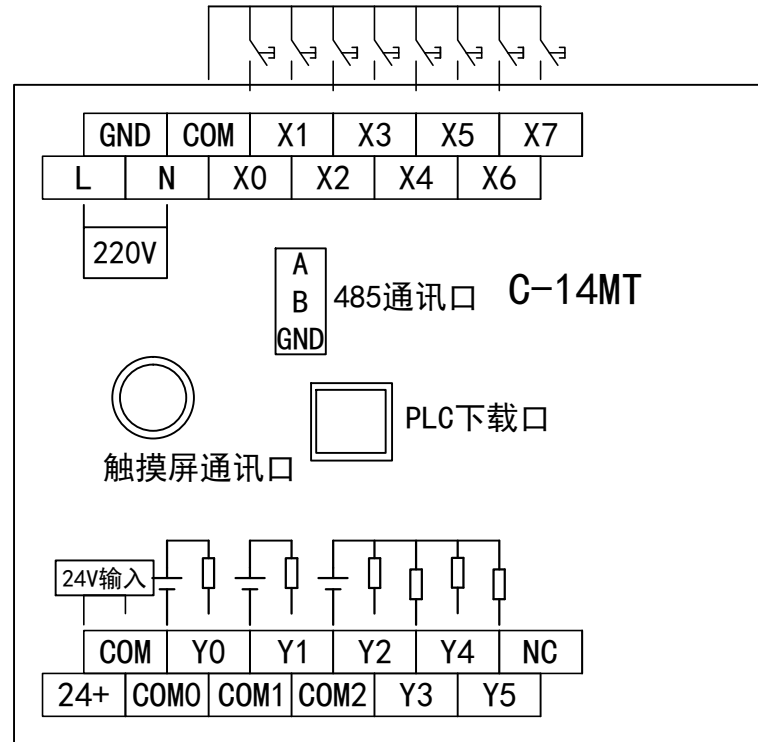 GND COM X1 X3 X5 X7
L N X0 X2 X4 X6
220V
A
B
GND
485通讯口
C-14MT
PLC下载口
触摸屏通讯口
24V输入
COM Y0 Y1 Y2 Y4 NC
24+ COM0 COM1 COM2 Y3 Y5